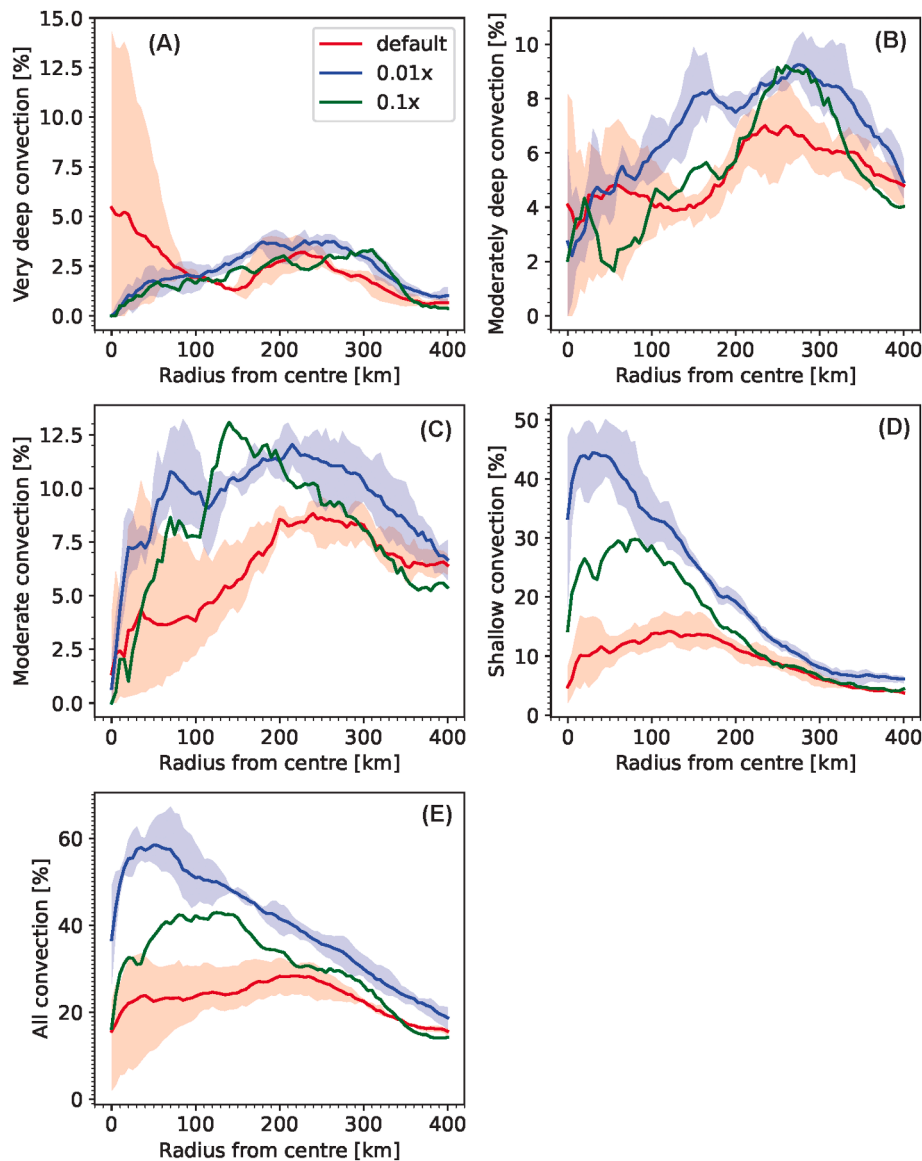 (A)
default
0.01x
0.1x
Very deep convection [%]
15.0
12.5
10.0
7.5
5.0
2.5
0.0
0 100 200 300 400
Radius from centre [km]
(B)
Moderately deep convection [%]
10
8
6
4
2
0
0 100 200 300 400
Radius from centre [km]
(C)
Moderate convection [%]
12.5
10.0
7.5
5.0
2.5
0.0
0 100 200 300 400
Radius from centre [km]
(D)
Shallow convection [%]
50
40
30
20
10
0
0 100 200 300 400
Radius from centre [km]
(E)
All convection [%]
60
40
20
0
0 100 200 300 400
Radius from centre [km]